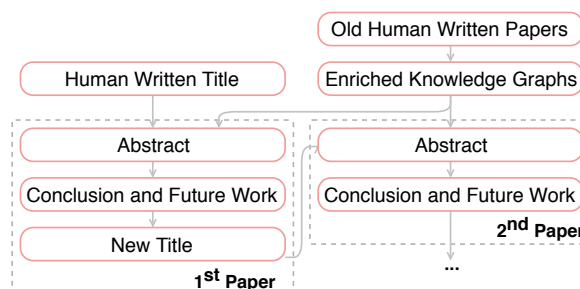 Old Human Written Papers
Human Written Title
Enriched Knowledge Graphs
Abstract
Conclusion and Future Work
New Title
1st Paper
Abstract
Conclusion and Future Work
2nd Paper
...